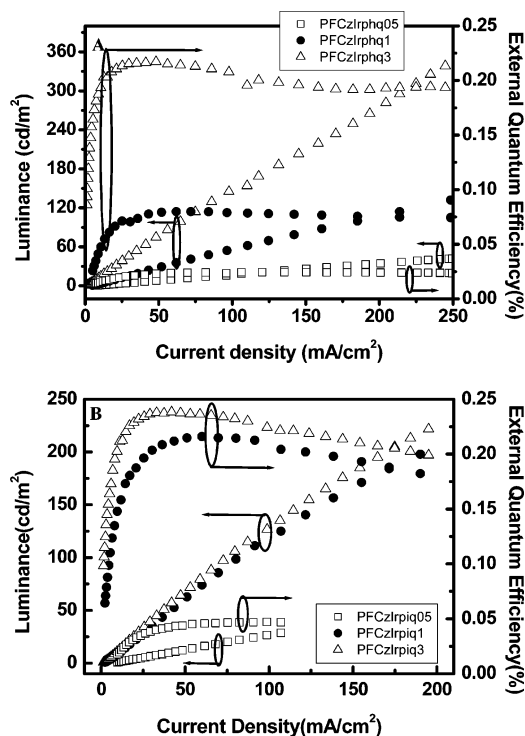 A
PFCzIrphq05
PFCzIrphq1
PFCzIrphq3
360
300
240
180
120
60
0
Luminance (cd/m²)
0.25
0.20
0.15
0.10
0.05
0.00
External Quantum Efficiency(%)
0 50 100 150 200 250
Current density (mA/cm²)
B
250
200
150
100
50
0
Luminance(cd/m²)
0.25
0.20
0.15
0.10
0.05
0.00
External Quantum Efficiency(%)
PFCzIrpiq05
PFCzIrpiq1
PFCzIrpiq3
0 50 100 150 200
Current Density(mA/cm²)